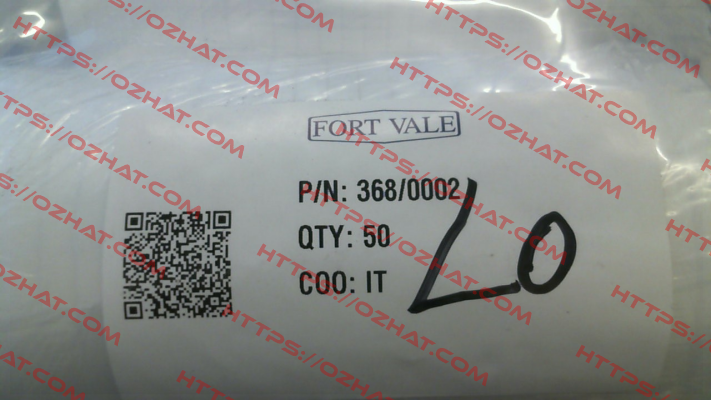 FORT VALE
P/N: 368/0002
QTY: 50
COO: IT
LO
HTTPS://OZHAT.COM